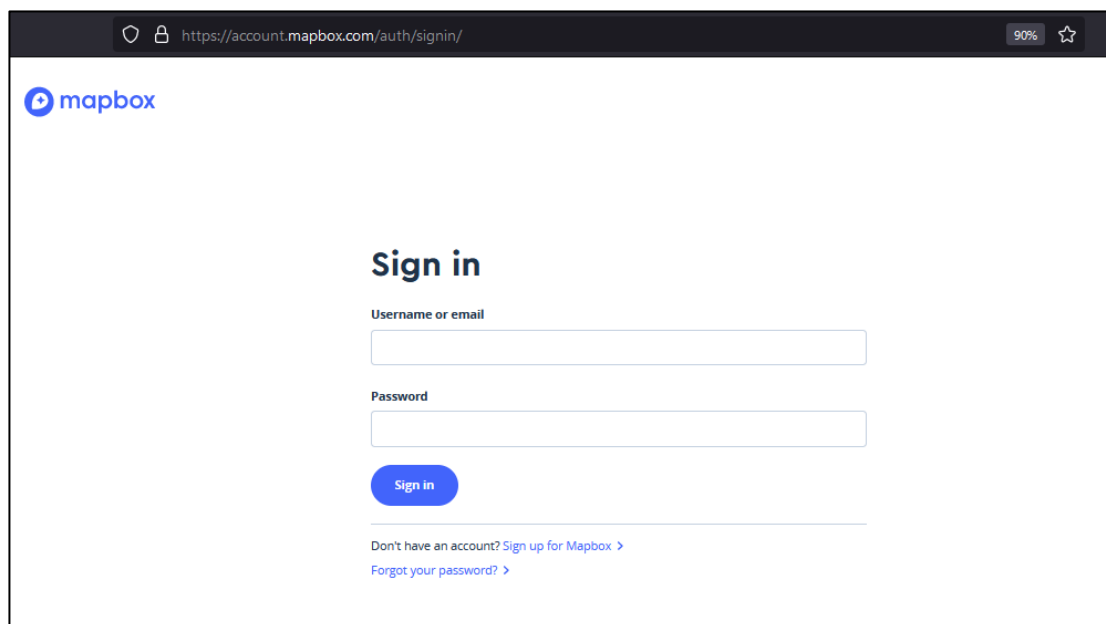 https://account.mapbox.com/auth/signin/ 90%
mapbox
Sign in
Username or email
Password
Sign in
Don't have an account? Sign up for Mapbox >
Forgot your password? >